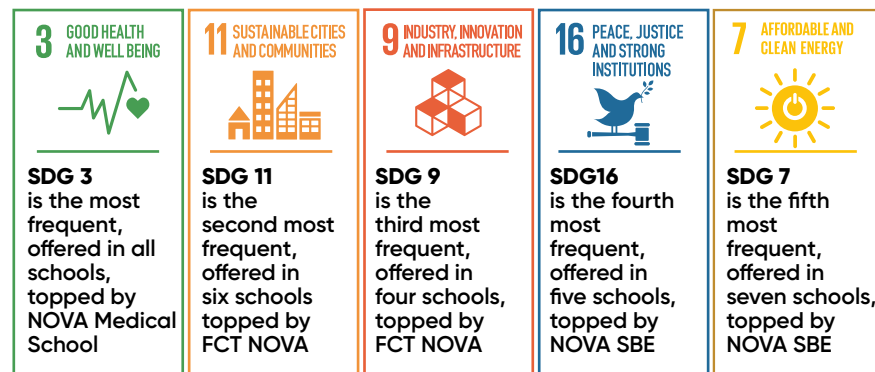 3 GOOD HEALTH
AND WELL BEING
SDG 3
is the most
frequent,
offered in all
schools,
topped by
NOVA Medical
School
11 SUSTAINABLE CITIES
AND COMMUNITIES
SDG 11
is the
second most
frequent,
offered in
six schools
topped by
FCT NOVA
9 INDUSTRY, INNOVATION
AND INFRASTRUCTURE
SDG 9
is the
third most
frequent,
offered in
four schools,
topped by
FCT NOVA
16 PEACE, JUSTICE
AND STRONG
INSTITUTIONS
SDG16
is the fourth
most
frequent,
offered in
five schools,
topped by
NOVA SBE
7 AFFORDABLE AND
CLEAN ENERGY
SDG 7
is the fifth
most
frequent,
offered in
seven schools,
topped by
NOVA SBE